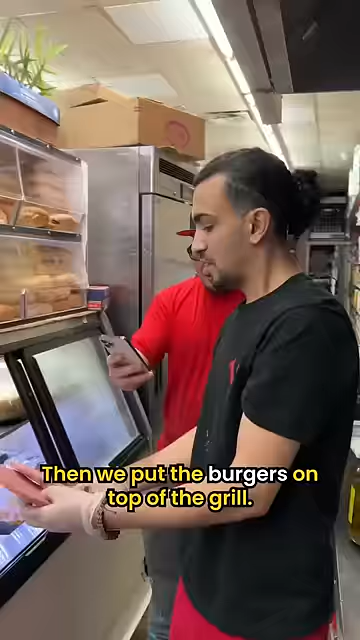 Then we put the burgers on
top of the grill.